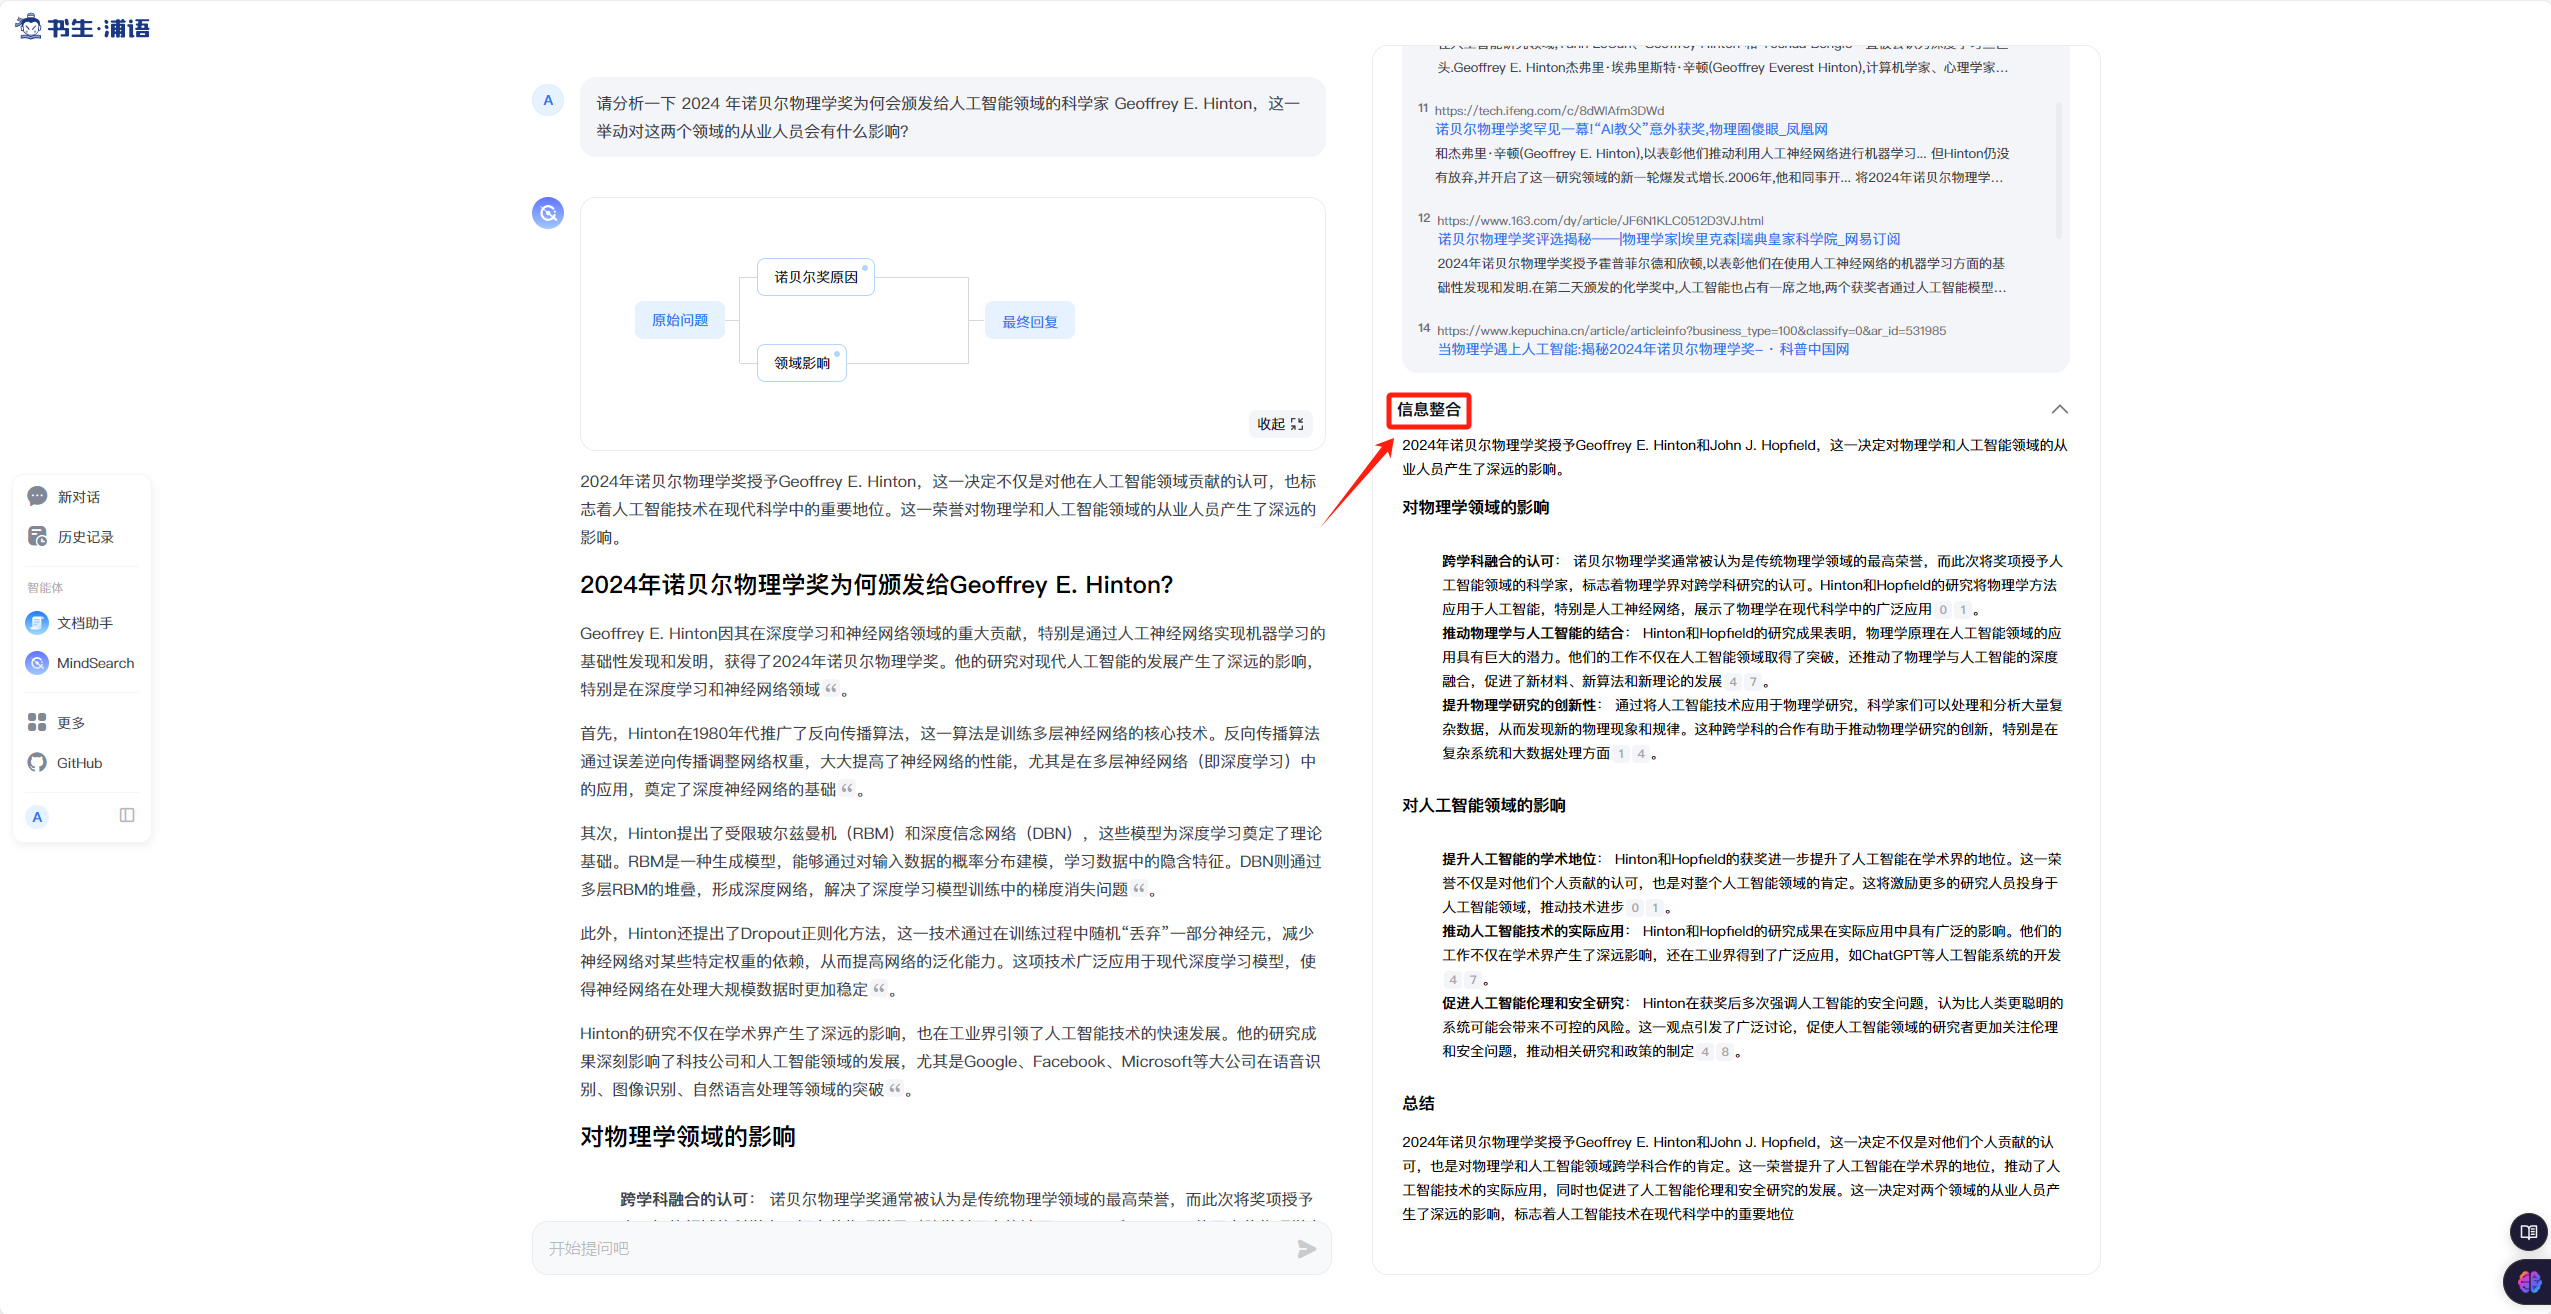 书生·浦语
新对话
历史记录
智能体
文档助手
MindSearch
更多
GitHub
A
A
请分析一下 2024 年诺贝尔物理学奖为何会颁发给人工智能领域的科学家 Geoffrey E. Hinton，这一
举动对这两个领域的从业人员会有什么影响?
原始问题
诺贝尔奖原因
领域影响
最终回复
收起
2024年诺贝尔物理学奖授予Geoffrey E. Hinton，这一决定不仅是对他在人工智能领域贡献的认可，也标
志着人工智能技术在现代科学中的重要地位。这一荣誉对物理学和人工智能领域的从业人员产生了深远的
影响。
2024年诺贝尔物理学奖为何颁发给Geoffrey E. Hinton?
Geoffrey E. Hinton因其在深度学习和神经网络领域的重大贡献，特别是通过人工神经网络实现机器学习的
基础性发现和发明，获得了2024年诺贝尔物理学奖。他的研究对现代人工智能的发展产生了深远的影响，
特别是在深度学习和神经网络领域“。
首先，Hinton在1980年代推广了反向传播算法，这一算法是训练多层神经网络的核心技术。反向传播算法
通过误差逆向传播调整网络权重，大大提高了神经网络的性能，尤其是在多层神经网络（即深度学习）中
的应用，奠定了深度神经网络的基础“。
其次，Hinton提出了受限玻尔兹曼机（RBM）和深度信念网络（DBN），这些模型为深度学习奠定了理论
基础。RBM是一种生成模型，能够通过对输入数据的概率分布建模，学习数据中的隐含特征。DBN则通过
多层RBM的堆叠，形成深度网络，解决了深度学习模型训练中的梯度消失问题“。
此外，Hinton还提出了Dropout正则化方法，这一技术通过在训练过程中随机“丢弃”一部分神经元，减少
神经网络对某些特定权重的依赖，从而提高网络的泛化能力。这项技术广泛应用于现代深度学习模型，使
得神经网络在处理大规模数据时更加稳定“。
Hinton的研究不仅在学术界产生了深远的影响，也在工业界引领了人工智能技术的快速发展。他的研究成
果深刻影响了科技公司和人工智能领域的发展，尤其是Google、Facebook、Microsoft等大公司在语音识
别、图像识别、自然语言处理等领域的突破“。
对物理学领域的影响
跨学科融合的认可： 诺贝尔物理学奖通常被认为是传统物理学领域的最高荣誉，而此次将奖项授予
开始提问吧
头.Geoffrey E. Hinton杰弗里·埃弗里斯特·辛顿(Geoffrey Everest Hinton),计算机学家、心理学家...
11 https://tech.ifeng.com/c/8dWlAfm3DWd
诺贝尔物理学奖罕见一幕!“AI教父”意外获奖,物理圈傻眼_凤凰网
和杰弗里·辛顿(Geoffrey E. Hinton),以表彰他们推动利用人工神经网络进行机器学习... 但Hinton仍没
有放弃,并开启了这一研究领域的新一轮爆发式增长.2006年,他和同事开... 将2024年诺贝尔物理学...
12 https://www.163.com/dy/article/JF6N1KLC0512D3VJ.html
诺贝尔物理学奖评选揭秘——|物理学家|埃里克森|瑞典皇家科学院_网易订阅
2024年诺贝尔物理学奖授予霍普菲尔德和欣顿,以表彰他们在使用人工神经网络的机器学习方面的基
础性发现和发明.在第二天颁发的化学奖中,人工智能也占有一席之地,两个获奖者通过人工智能模型...
14 https://www.kepuchina.cn/article/articleinfo?business_type=100&classify=0&ar_id=531985
当物理学遇上人工智能:揭秘2024年诺贝尔物理学奖- · 科普中国网
信息整合
2024年诺贝尔物理学奖授予Geoffrey E. Hinton和John J. Hopfield，这一决定对物理学和人工智能领域的从
业人员产生了深远的影响。
对物理学领域的影响
跨学科融合的认可： 诺贝尔物理学奖通常被认为是传统物理学领域的最高荣誉，而此次将奖项授予人
工智能领域的科学家，标志着物理学界对跨学科研究的认可。Hinton和Hopfield的研究将物理学方法
应用于人工智能，特别是人工神经网络，展示了物理学在现代科学中的广泛应用 0 1 。
推动物理学与人工智能的结合： Hinton和Hopfield的研究成果表明，物理学原理在人工智能领域的应
用具有巨大的潜力。他们的工作不仅在人工智能领域取得了突破，还推动了物理学与人工智能的深度
融合，促进了新材料、新算法和新理论的发展 4 7 。
提升物理学研究的创新性： 通过将人工智能技术应用于物理学研究，科学家们可以处理和分析大量复
杂数据，从而发现新的物理现象和规律。这种跨学科的合作有助于推动物理学研究的创新，特别是在
复杂系统和大数据处理方面 1 4 。
对人工智能领域的影响
提升人工智能的学术地位： Hinton和Hopfield的获奖进一步提升了人工智能在学术界的地位。这一荣
誉不仅是对他们个人贡献的认可，也是对整个人工智能领域的肯定。这将激励更多的研究人员投身于
人工智能领域，推动技术进步 0 1 。
推动人工智能技术的实际应用： Hinton和Hopfield的研究成果在实际应用中具有广泛的影响。他们的
工作不仅在学术界产生了深远影响，还在工业界得到了广泛应用，如ChatGPT等人工智能系统的开发
4 7 。
促进人工智能伦理和安全研究： Hinton在获奖后多次强调人工智能的安全问题，认为比人类更聪明的
系统可能会带来不可控的风险。这一观点引发了广泛讨论，促使人工智能领域的研究者更加关注伦理
和安全问题，推动相关研究和政策的制定 4 8 。
总结
2024年诺贝尔物理学奖授予Geoffrey E. Hinton和John J. Hopfield，这一决定不仅是对他们个人贡献的认
可，也是对物理学和人工智能领域跨学科合作的肯定。这一荣誉提升了人工智能在学术界的地位，推动了人
工智能技术的实际应用，同时也促进了人工智能伦理和安全研究的发展。这一决定对两个领域的从业人员产
生了深远的影响，标志着人工智能技术在现代科学中的重要地位